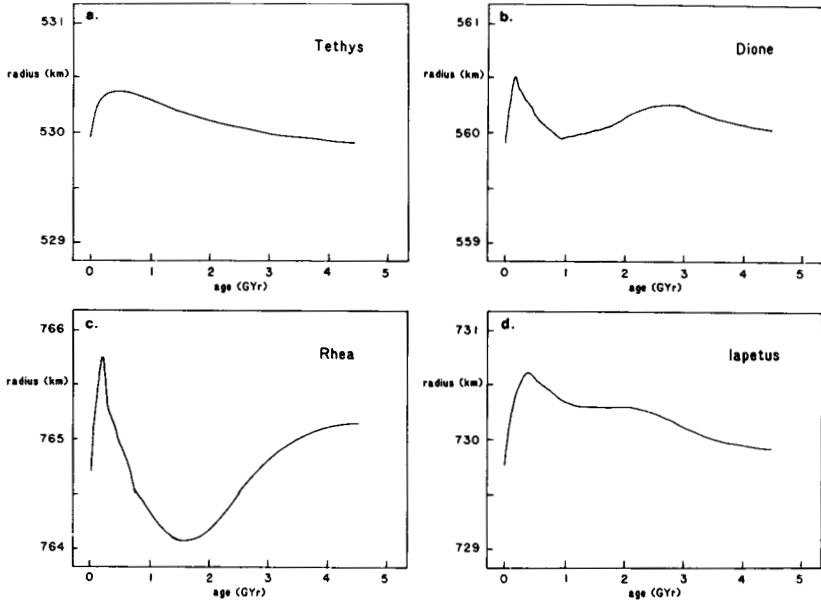 a.
Tethys
531
radius (km)
530
529
0 1 2 3 4 5
age (GYr)
b.
Dione
561
radius (km)
560
559
0 1 2 3 4 5
age (GYr)
c.
Rhea
766
radius (km)
765
764
0 1 2 3 4 5
age (GYr)
d.
Iapetus
731
radius (km)
730
729
0 1 2 3 4 5
age (GYr)